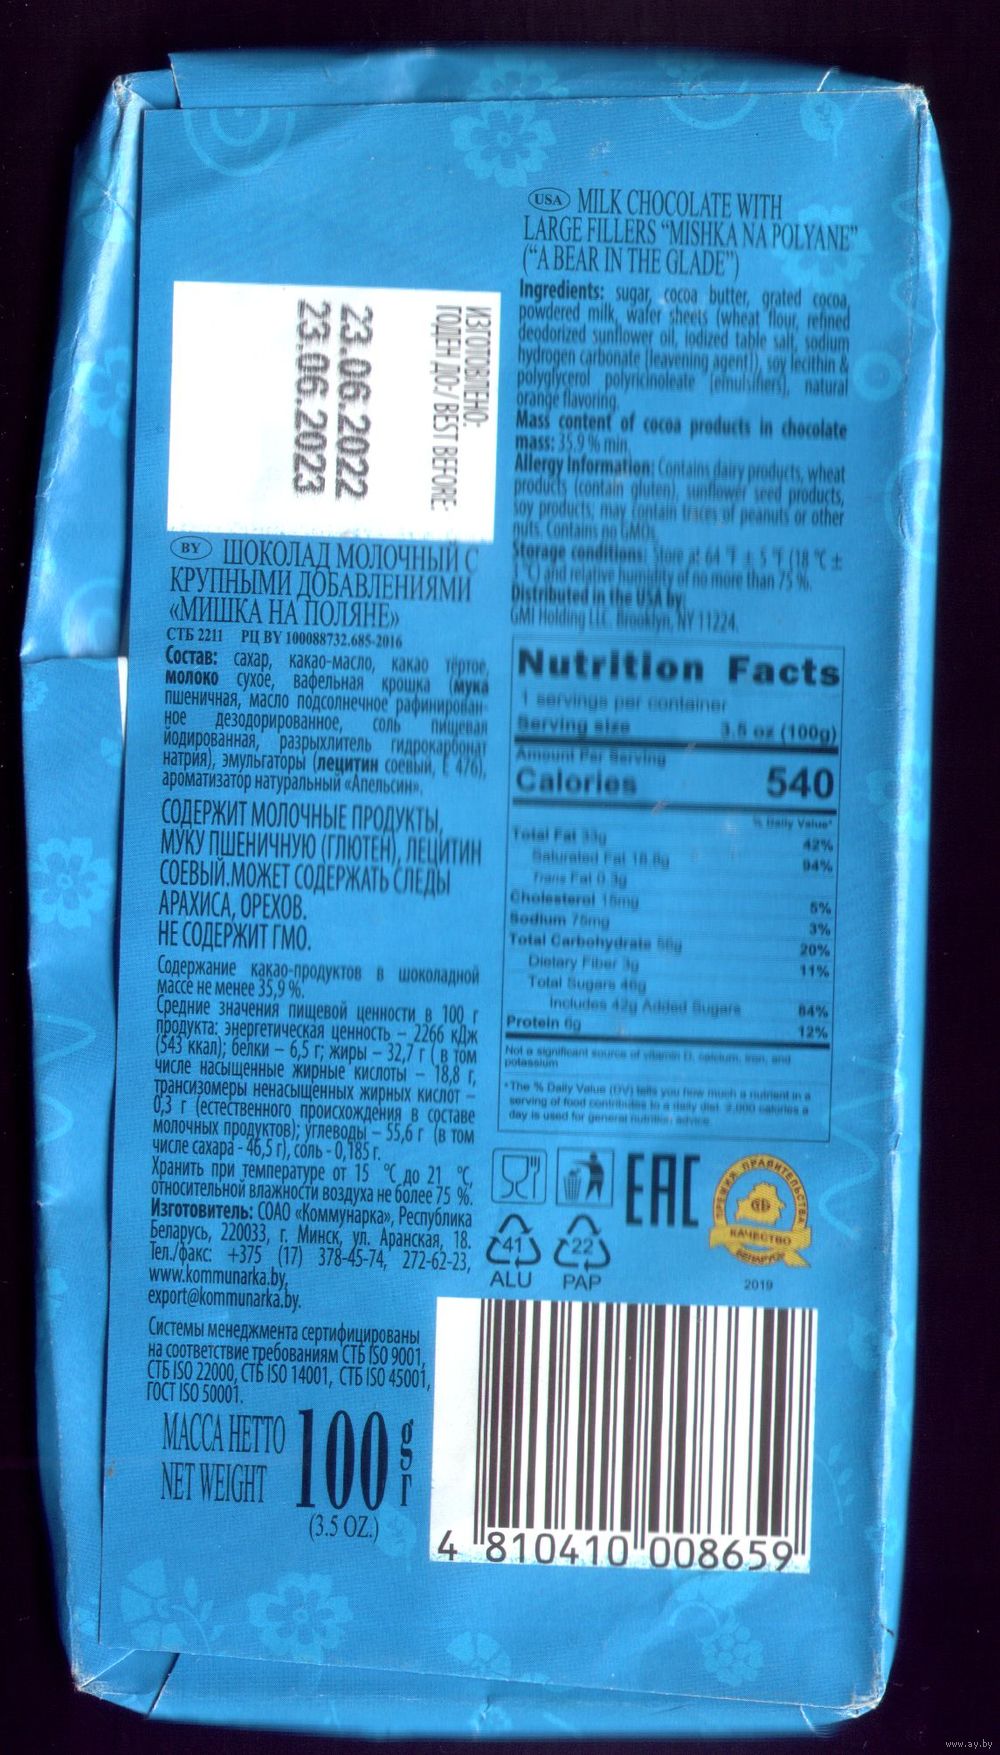 ИЗГОТОВЛЕНО:
ГОДЕН ДО:/ BEST BEFORE:
23.06.2022
23.06.2023
BY ШОКОЛАД МОЛОЧНЫЙ С
КРУПНЫМИ ДОБАВЛЕНИЯМИ
«МИШКА НА ПОЛЯНЕ»
СТБ 2211 РЦ BY 100088732.685-2016
Состав: сахар, какао-масло, какао тёртое,
молоко сухое, вафельная крошка (мука
пшеничная, масло подсолнечное рафинирован-
ное дезодорированное, соль пищевая
йодированная, разрыхлитель гидрокарбонат
натрия), эмульгаторы (лецитин соевый, Е 476),
ароматизатор натуральный «Апельсин».
СОДЕРЖИТ МОЛОЧНЫЕ ПРОДУКТЫ,
МУКУ ПШЕНИЧНУЮ (ГЛЮТЕН), ЛЕЦИТИН
СОЕВЫЙ.МОЖЕТ СОДЕРЖАТЬ СЛЕДЫ
АРАХИСА, ОРЕХОВ.
НЕ СОДЕРЖИТ ГМО.
Содержание какао-продуктов в шоколадной
массе не менее 35,9 %.
Средние значения пищевой ценности в 100 г
продукта: энергетическая ценность – 2266 кДж
(543 ккал); белки – 6,5 г; жиры – 32,7 г ( в том
числе насыщенные жирные кислоты – 18,8 г,
трансизомеры ненасыщенных жирных кислот –
0,3 г (естественного происхождения в составе
молочных продуктов); углеводы – 55,6 г (в том
числе сахара - 46,5 г), соль - 0,185 г.
Хранить при температуре от 15 °С до 21 °С,
относительной влажности воздуха не более 75 %.
Изготовитель: СОАО «Коммунарка», Республика
Беларусь, 220033, г. Минск, ул. Аранская, 18.
Тел./факс: +375 (17) 378-45-74, 272-62-23,
www.kommunarka.by,
export@kommunarka.by.
Системы менеджмента сертифицированы
на соответствие требованиям СТБ ISO 9001,
СТБ ISO 22000, СТБ ISO 14001, СТБ ISO 45001,
ГОСТ ISO 50001.
МАССА НЕТТО
NET WEIGHT
100 g
г
(3.5 OZ.)
USA MILK CHOCOLATE WITH
LARGE FILLERS “MISHKA NA POLYANE”
(“A BEAR IN THE GLADE”)
Ingredients: sugar, cocoa butter, grated cocoa,
powdered milk, wafer sheets (wheat flour, refined
deodorized sunflower oil, iodized table salt, sodium
hydrogen carbonate [leavening agent]), soy lecithin &
polyglycerol polyricinoleate [emulsifiers], natural
orange flavoring.
Mass content of cocoa products in chocolate
mass: 35.9 % min.
Allergy Information: Contains dairy products, wheat
products (contain gluten), sunflower seed products,
soy products; may contain traces of peanuts or other
nuts. Contains no GMOs.
Storage conditions: Store at 64 °F ± 5 °F (18 °C ±
°C) and relative humidity of no more than 75 %.
Distributed in the USA by:
GMI Holding LLC. Brooklyn, NY 11224.
Nutrition Facts
1 servings per container
Serving size 3.5 oz (100g)
Amount Per Serving
Calories 540
% Daily Value*
Total Fat 33g 42%
Saturated Fat 18.8g 94%
Trans Fat 0.3g
Cholesterol 15mg 5%
Sodium 75mg 3%
Total Carbohydrate 56g 20%
Dietary Fiber 3g 11%
Total Sugars 46g
Includes 42g Added Sugars 84%
Protein 6g 12%
Not a significant source of vitamin D, calcium, iron, and
potassium
*The % Daily Value (DV) tells you how much a nutrient in a
serving of food contributes to a daily diet. 2,000 calories a
day is used for general nutrition advice.
EAC
ПРЕМИЯ ПРАВИТЕЛЬСТВА
КАЧЕСТВО
БЕЛАРУСЬ
2019
41
ALU
22
PAP
4 810410 008659
www.ay.by